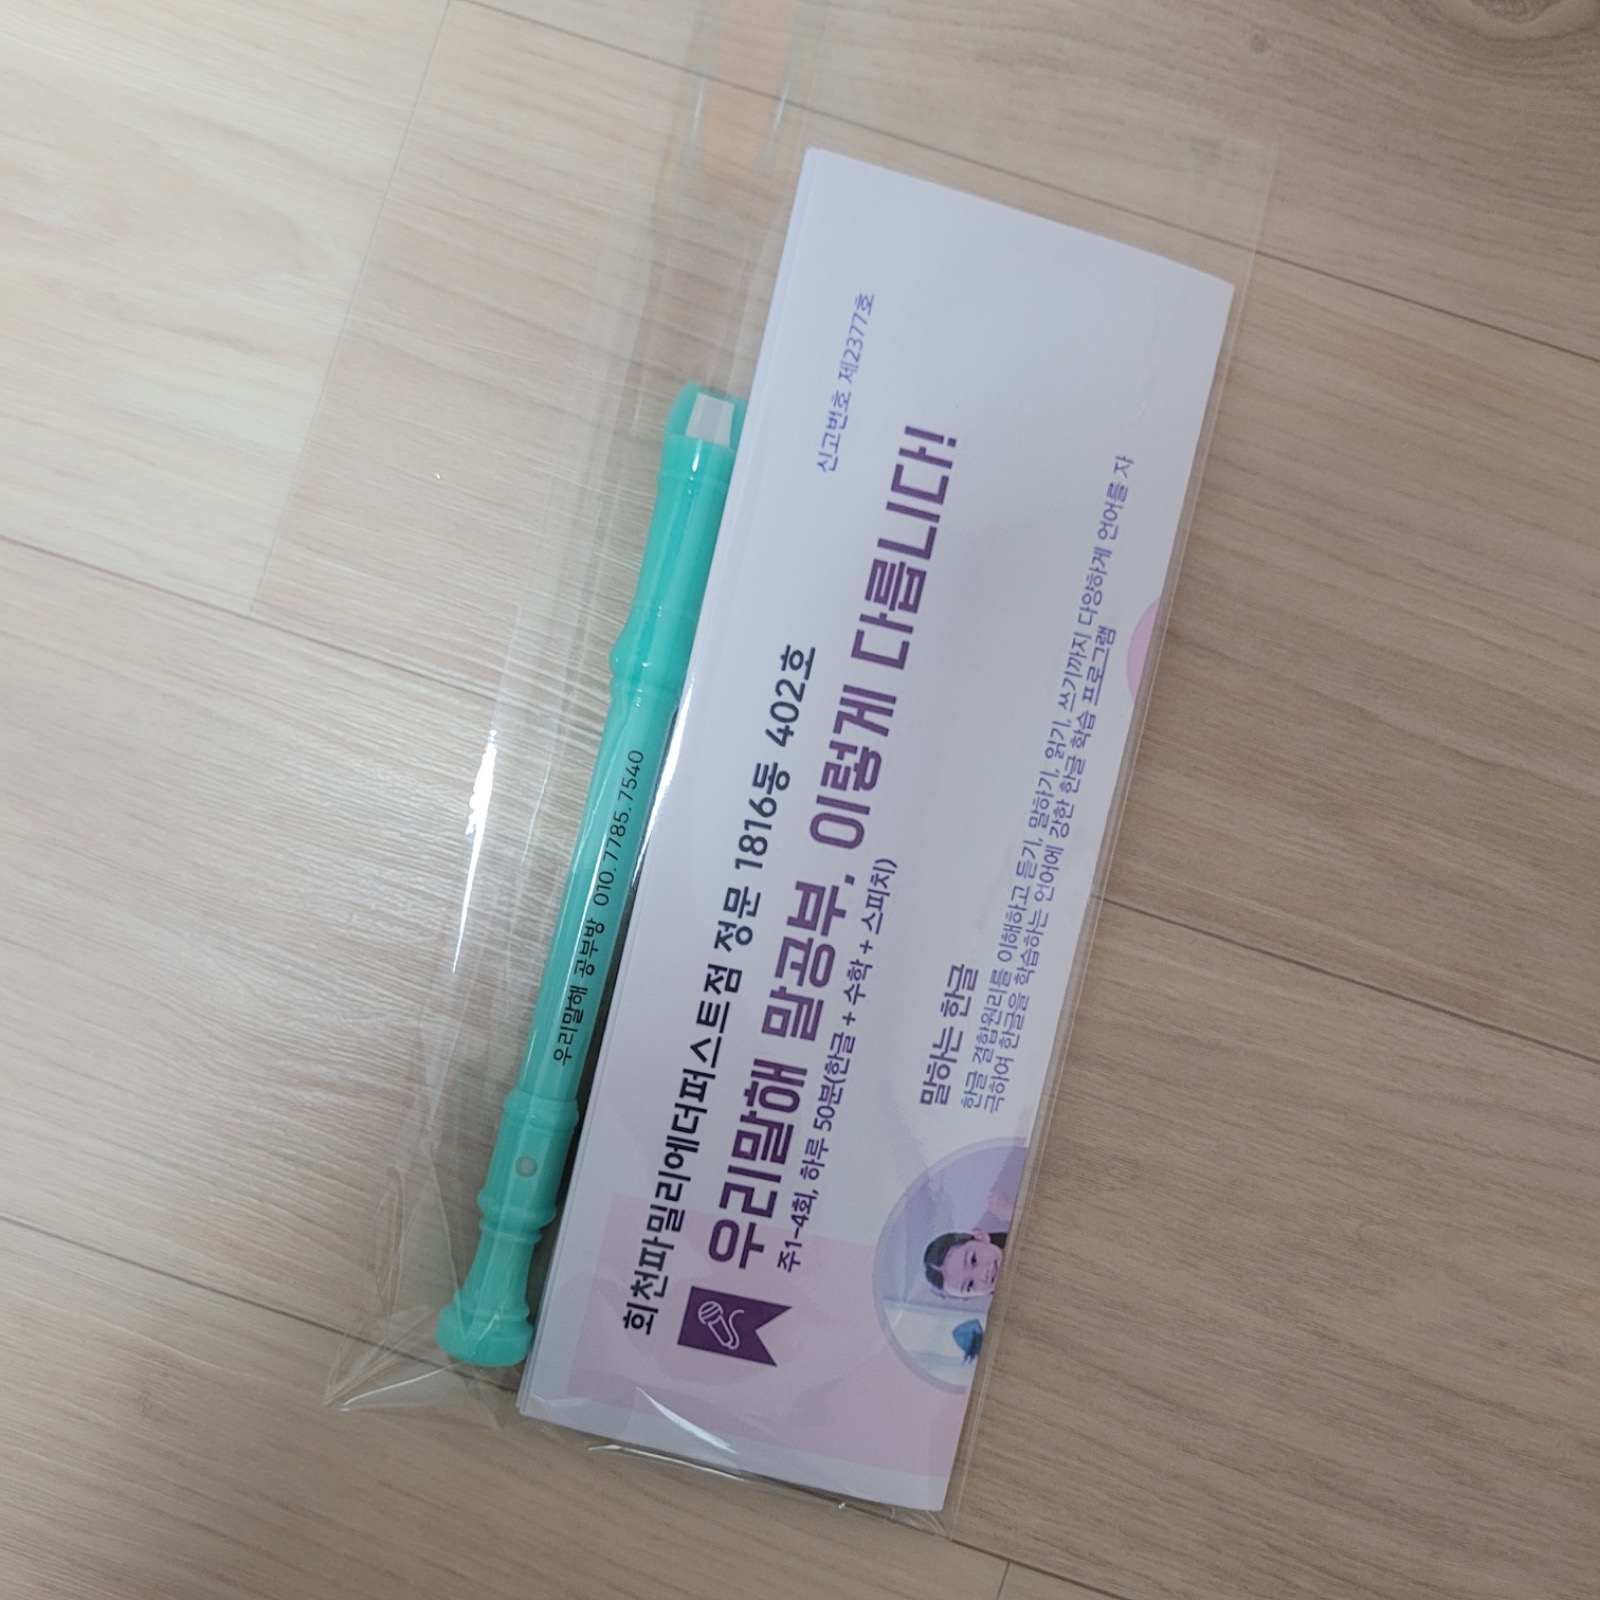 우리말해 공부방 010.7785.7540
신고번호 제2377호
회천파밀리에더퍼스트점 정문 1816동 402호
우리말해 말공부, 이렇게 다릅니다!
주1-4회, 하루 50분(한글 + 수학 + 스피치)
말하는 한글
한글 결합원리를 이해하고 듣기, 말하기, 읽기, 쓰기까지 다양하게 언어를 자
극하여 한글을 학습하는 언어에 강한 한글 학습 프로그램